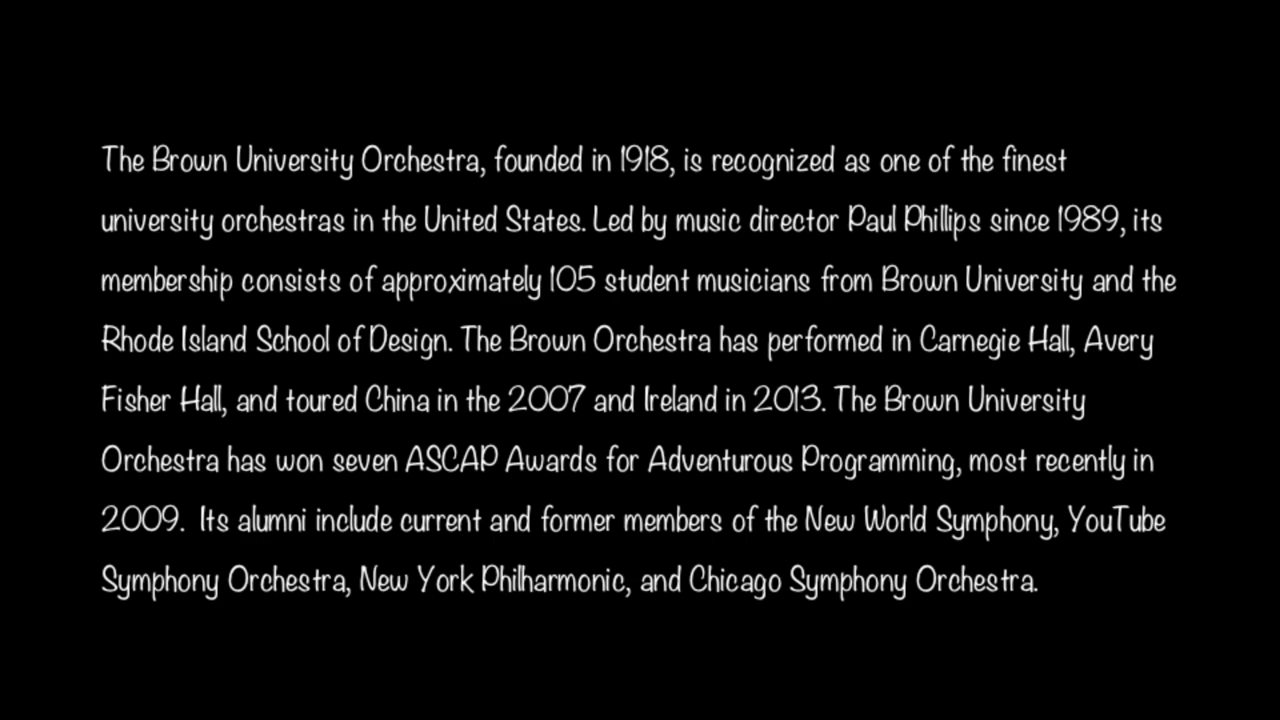 The Brown University Orchestra, founded in 1918, is recognized as one of the finest
university orchestras in the United States. Led by music director Paul Phillips since 1989, its
membership consists of approximately 105 student musicians from Brown University and the
Rhode Island School of Design. The Brown Orchestra has performed in Carnegie Hall, Avery
Fisher Hall, and toured China in the 2007 and Ireland in 2013. The Brown University
Orchestra has won seven ASCAP Awards for Adventurous Programming, most recently in
2009.  Its alumni include current and former members of the New World Symphony, YouTube
Symphony Orchestra, New York Philharmonic, and Chicago Symphony Orchestra.